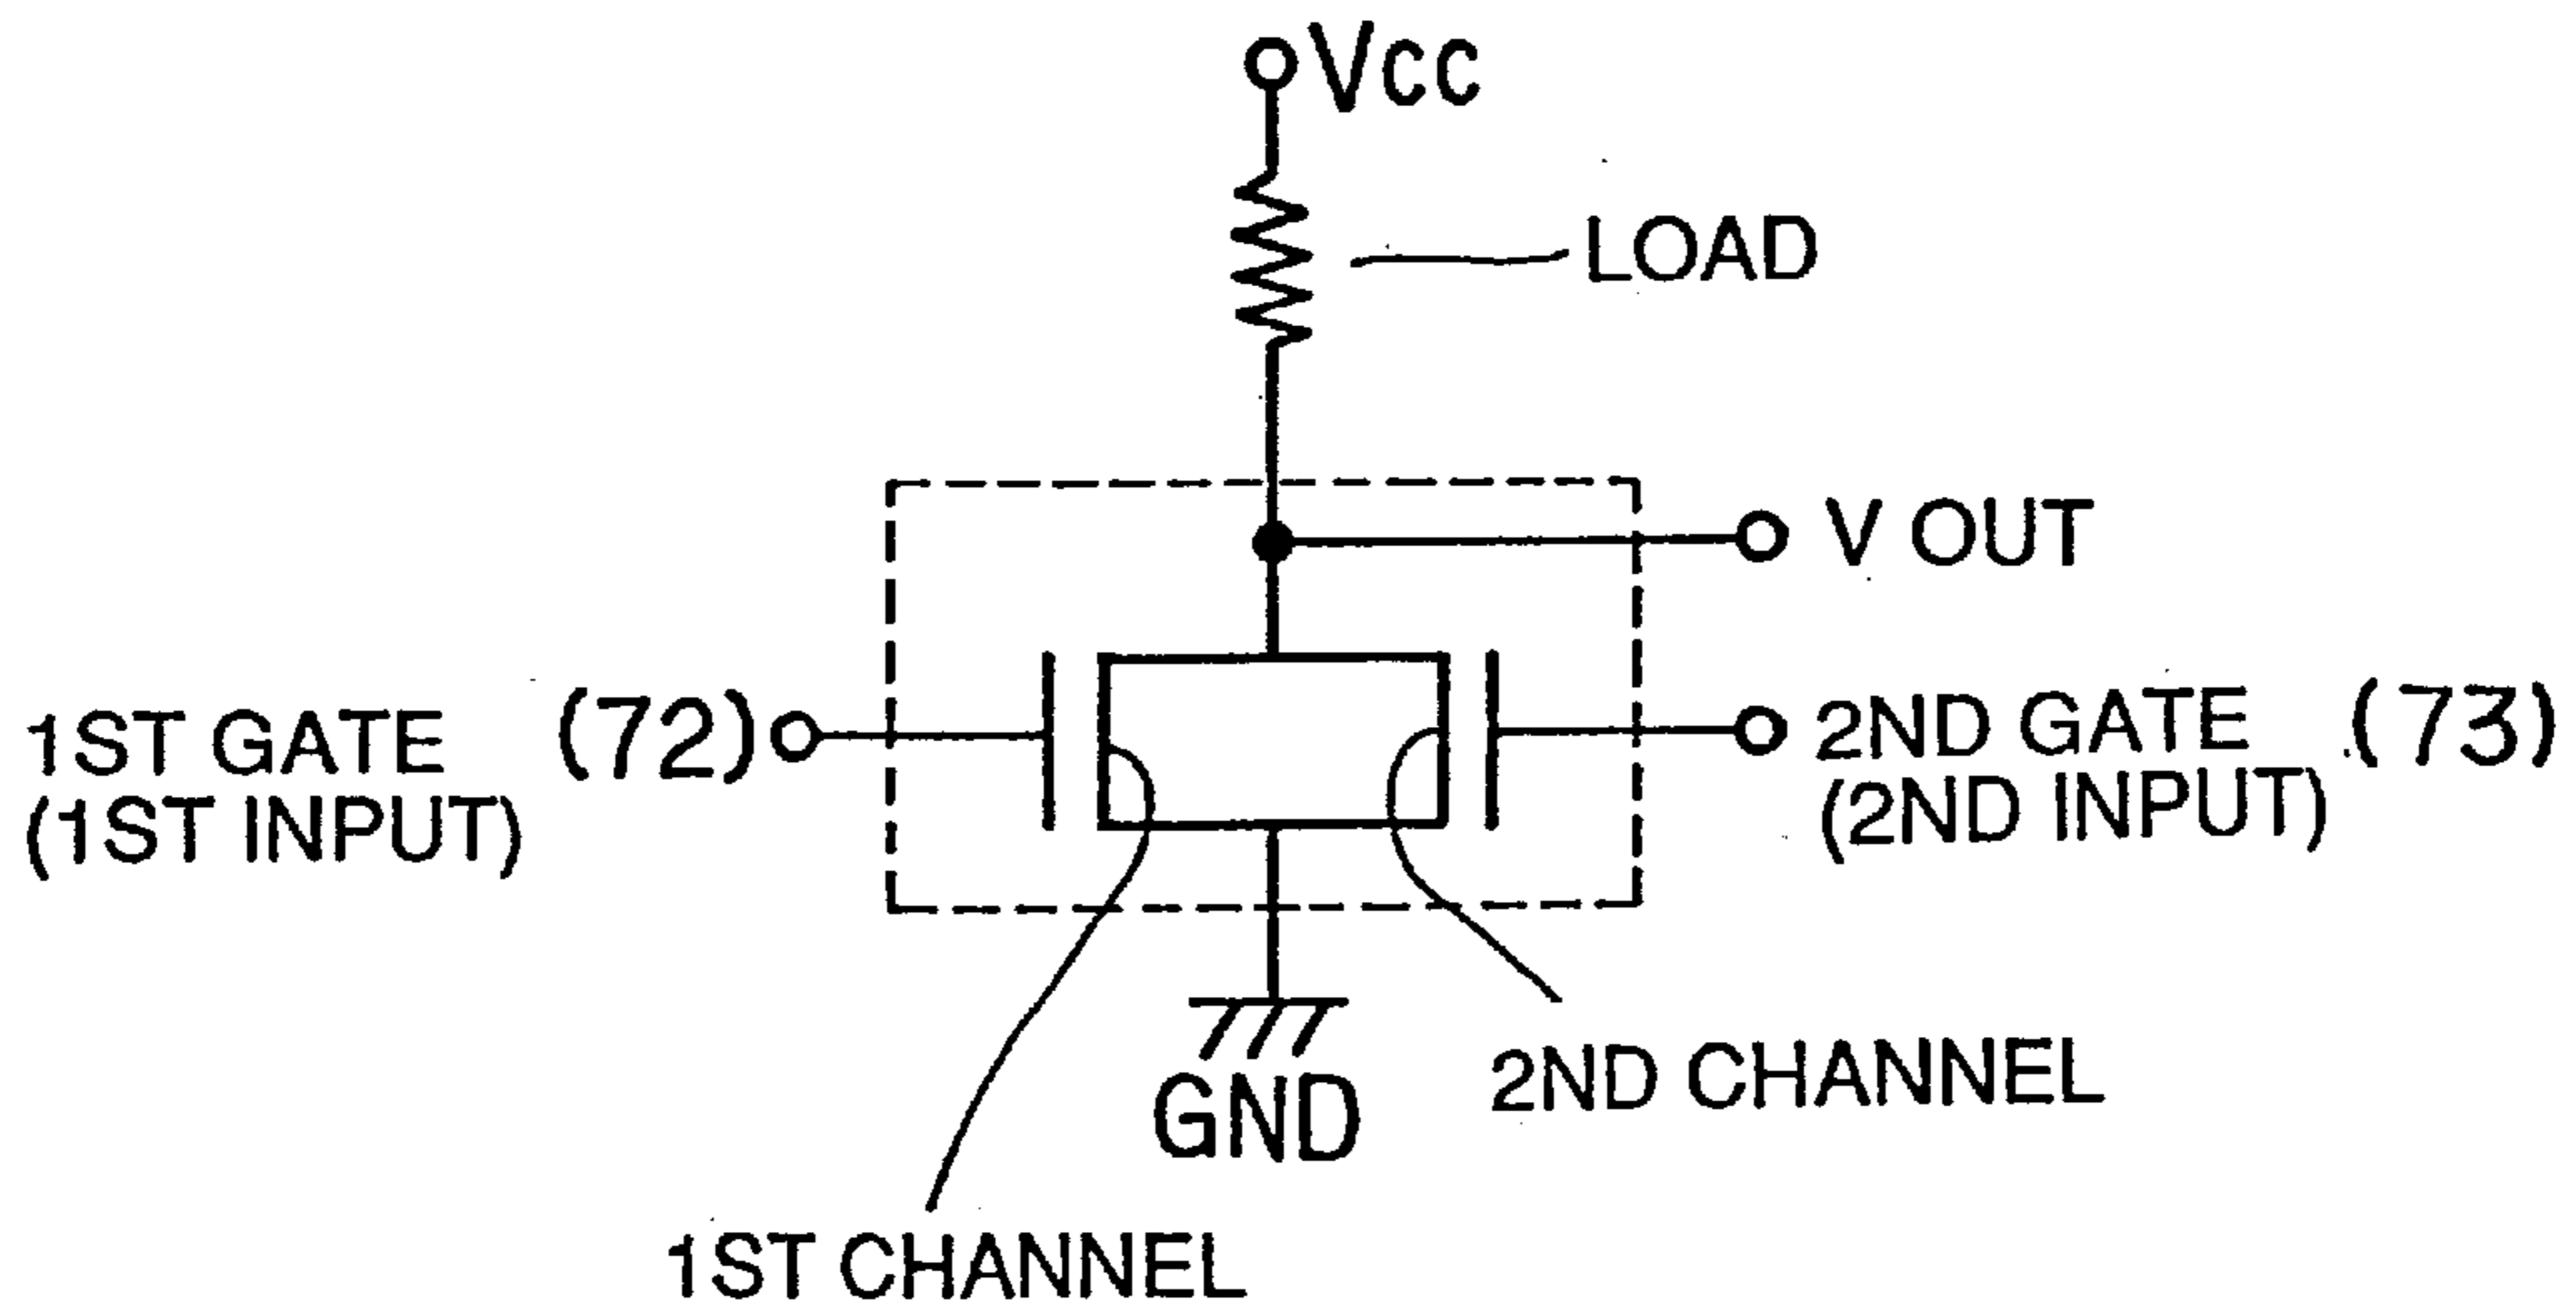 Vcc
LOAD
V OUT
1ST GATE (72)
(1ST INPUT)
2ND GATE (73)
(2ND INPUT)
GND
2ND CHANNEL
1ST CHANNEL